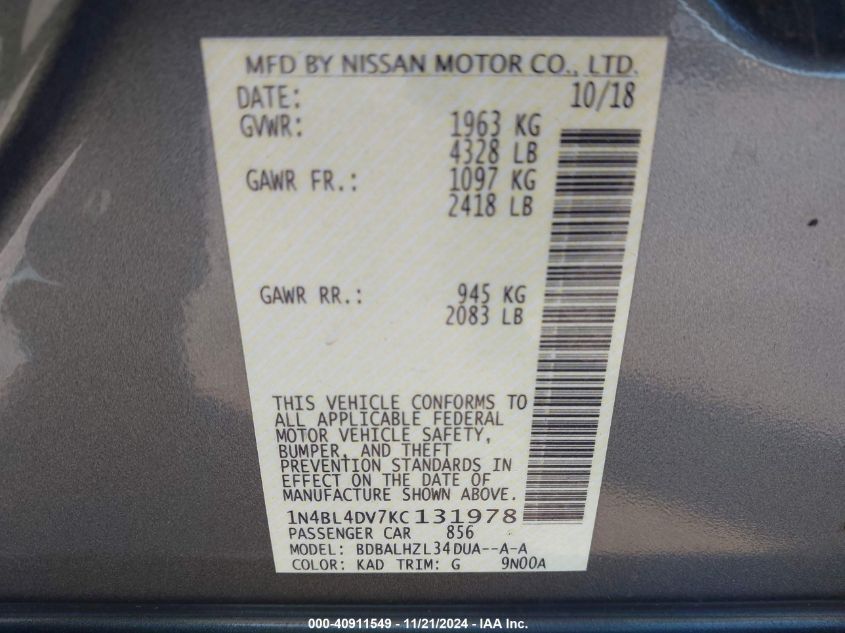 MFD BY NISSAN MOTOR CO., LTD.
DATE: 10/18
GVWR: 1963 KG
4328 LB
GAWR FR.: 1097 KG
2418 LB
GAWR RR.: 945 KG
2083 LB
THIS VEHICLE CONFORMS TO
ALL APPLICABLE FEDERAL
MOTOR VEHICLE SAFETY,
BUMPER, AND THEFT
PREVENTION STANDARDS IN
EFFECT ON THE DATE OF
MANUFACTURE SHOWN ABOVE.
1N4BL4DV7KC131978
PASSENGER CAR 856
MODEL: BDBALHZL34DUA--A-A
COLOR: KAD TRIM: G 9N00A
000-40911549 - 11/21/2024 - IAA Inc.